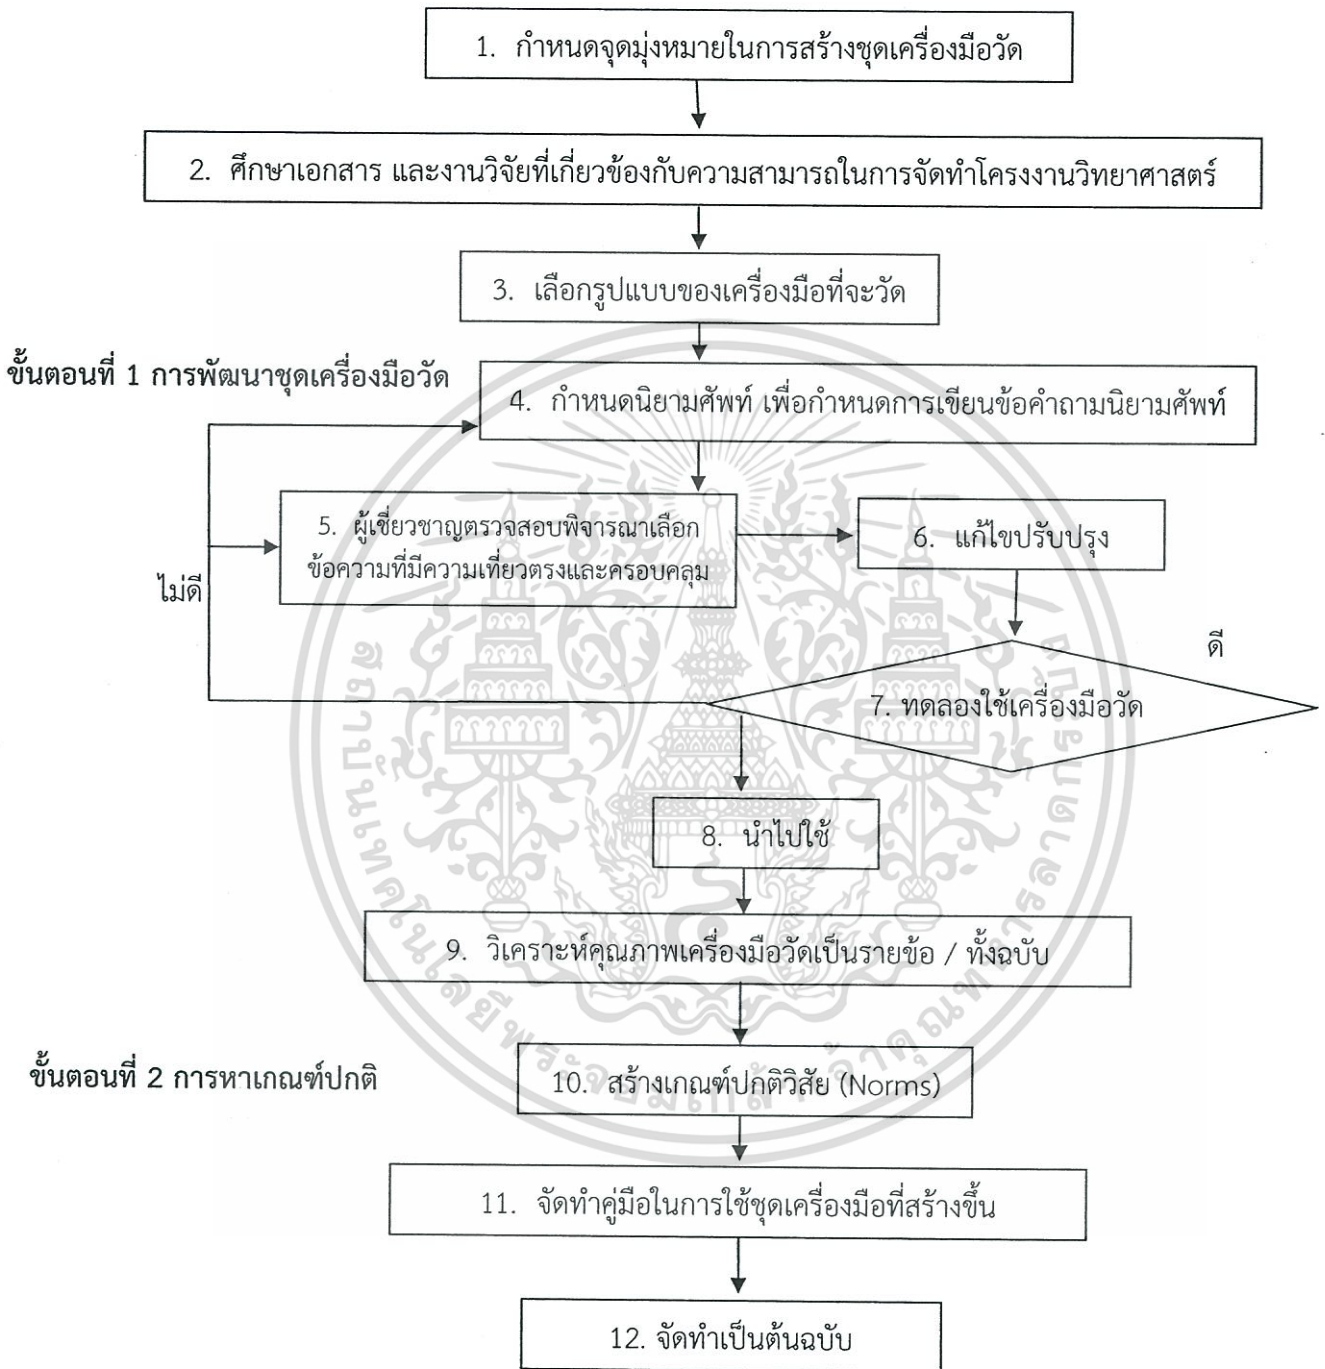 1. กำหนดจุดมุ่งหมายในการสร้างชุดเครื่องมือวัด
2. ศึกษาเอกสาร และงานวิจัยที่เกี่ยวข้องกับความสามารถในการจัดทำโครงงานวิทยาศาสตร์
3. เลือกรูปแบบของเครื่องมือที่จะวัด
ขั้นตอนที่ 1 การพัฒนาชุดเครื่องมือวัด
4. กำหนดนิยามศัพท์ เพื่อกำหนดการเขียนข้อคำถามนิยามศัพท์
5. ผู้เชี่ยวชาญตรวจสอบพิจารณาเลือก
ข้อความที่มีความเที่ยวตรงและครอบคลุม
6. แก้ไขปรับปรุง
ไม่ดี
ดี
7. ทดลองใช้เครื่องมือวัด
8. นำไปใช้
9. วิเคราะห์คุณภาพเครื่องมือวัดเป็นรายข้อ / ทั้งฉบับ
ขั้นตอนที่ 2 การหาเกณฑ์ปกติ
10. สร้างเกณฑ์ปกติวิสัย (Norms)
11. จัดทำคู่มือในการใช้ชุดเครื่องมือที่สร้างขึ้น
12. จัดทำเป็นต้นฉบับ